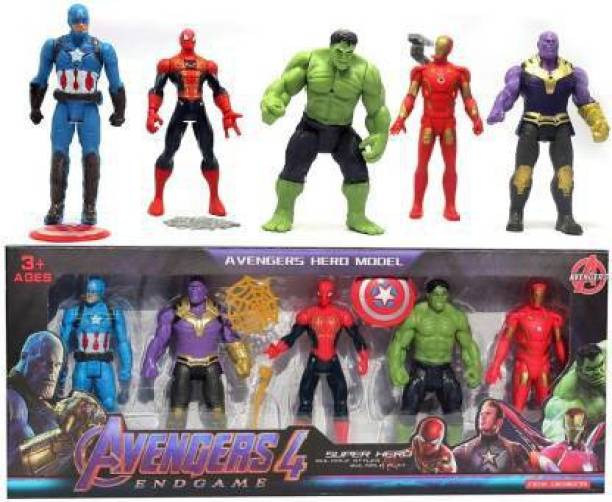 3+
AGES
AVENGERS HERO MODEL
AVENGERS
AVENGERS 4
ENDGAME
SUPER HERO